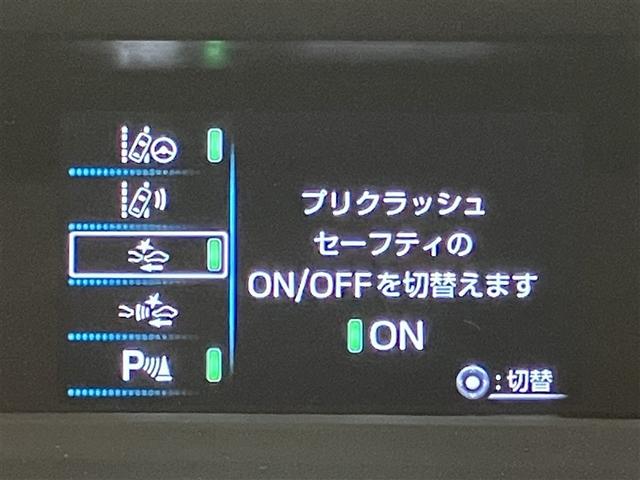 プリクラッシュ
セーフティの
ON/OFFを切替えます
ON
P
:切替